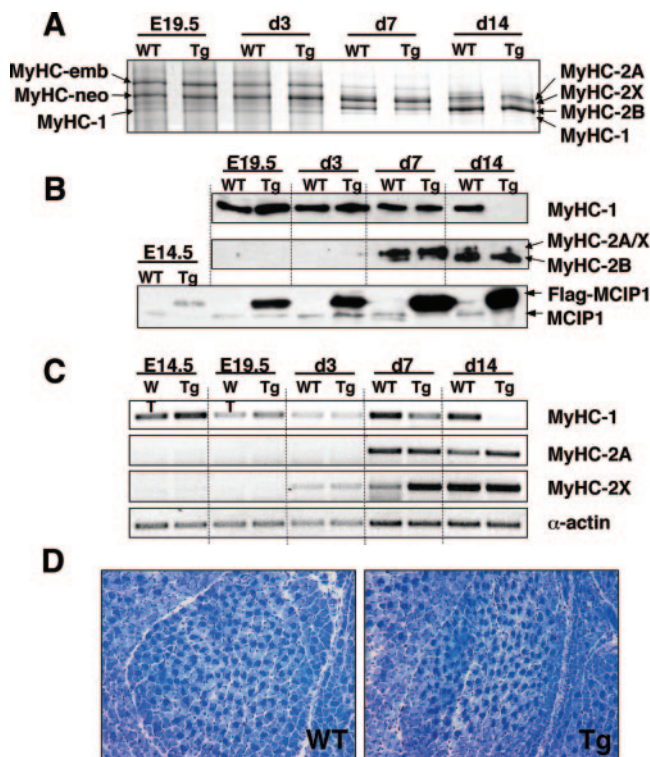 A
E19.5 d3 d7 d14
WT Tg WT Tg WT Tg WT Tg
MyHC-emb
MyHC-neo
MyHC-1
MyHC-2A
MyHC-2X
MyHC-2B
MyHC-1
B
E19.5 d3 d7 d14
WT Tg WT Tg WT Tg WT Tg
MyHC-1
MyHC-2A/X
MyHC-2B
E14.5
WT Tg
Flag-MCIP1
MCIP1
C
E14.5 E19.5 d3 d7 d14
W Tg W Tg WT Tg WT Tg WT Tg
T T
MyHC-1
MyHC-2A
MyHC-2X
α-actin
D
WT Tg